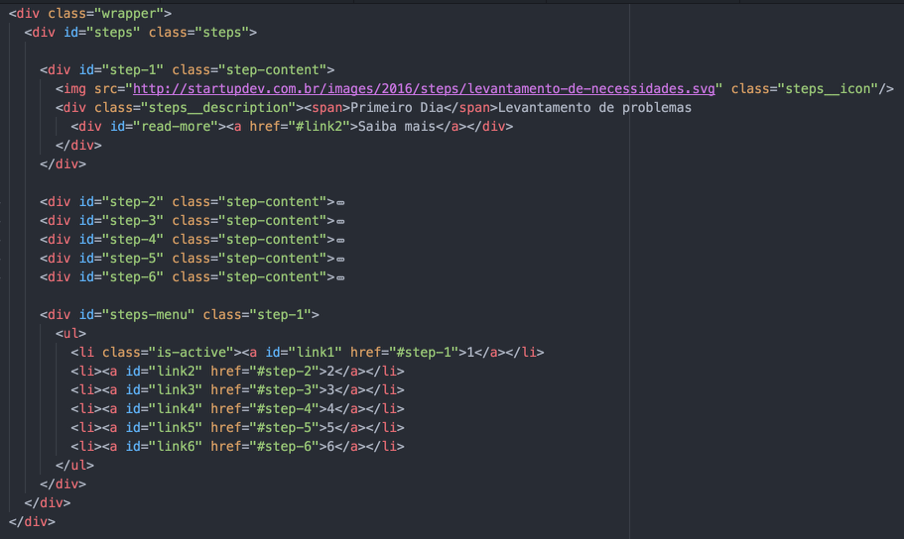 <div class="wrapper">
<div id="steps" class="steps">
<div id="step-1" class="step-content">
<img src="http://startupdev.com.br/images/2016/steps/levantamento-de-necessidades.svg" class="steps__icon"/>
<div class="steps__description"><span>Primeiro Dia</span>Levantamento de problemas
<div id="read-more"><a href="#link2">Saiba mais</a></div>
</div>
</div>
<div id="step-2" class="step-content">
<div id="step-3" class="step-content">
<div id="step-4" class="step-content">
<div id="step-5" class="step-content">
<div id="step-6" class="step-content">
<div id="steps-menu" class="step-1">
<ul>
<li class="is-active"><a id="link1" href="#step-1">1</a></li>
<li><a id="link2" href="#step-2">2</a></li>
<li><a id="link3" href="#step-3">3</a></li>
<li><a id="link4" href="#step-4">4</a></li>
<li><a id="link5" href="#step-5">5</a></li>
<li><a id="link6" href="#step-6">6</a></li>
</ul>
</div>
</div>
</div>